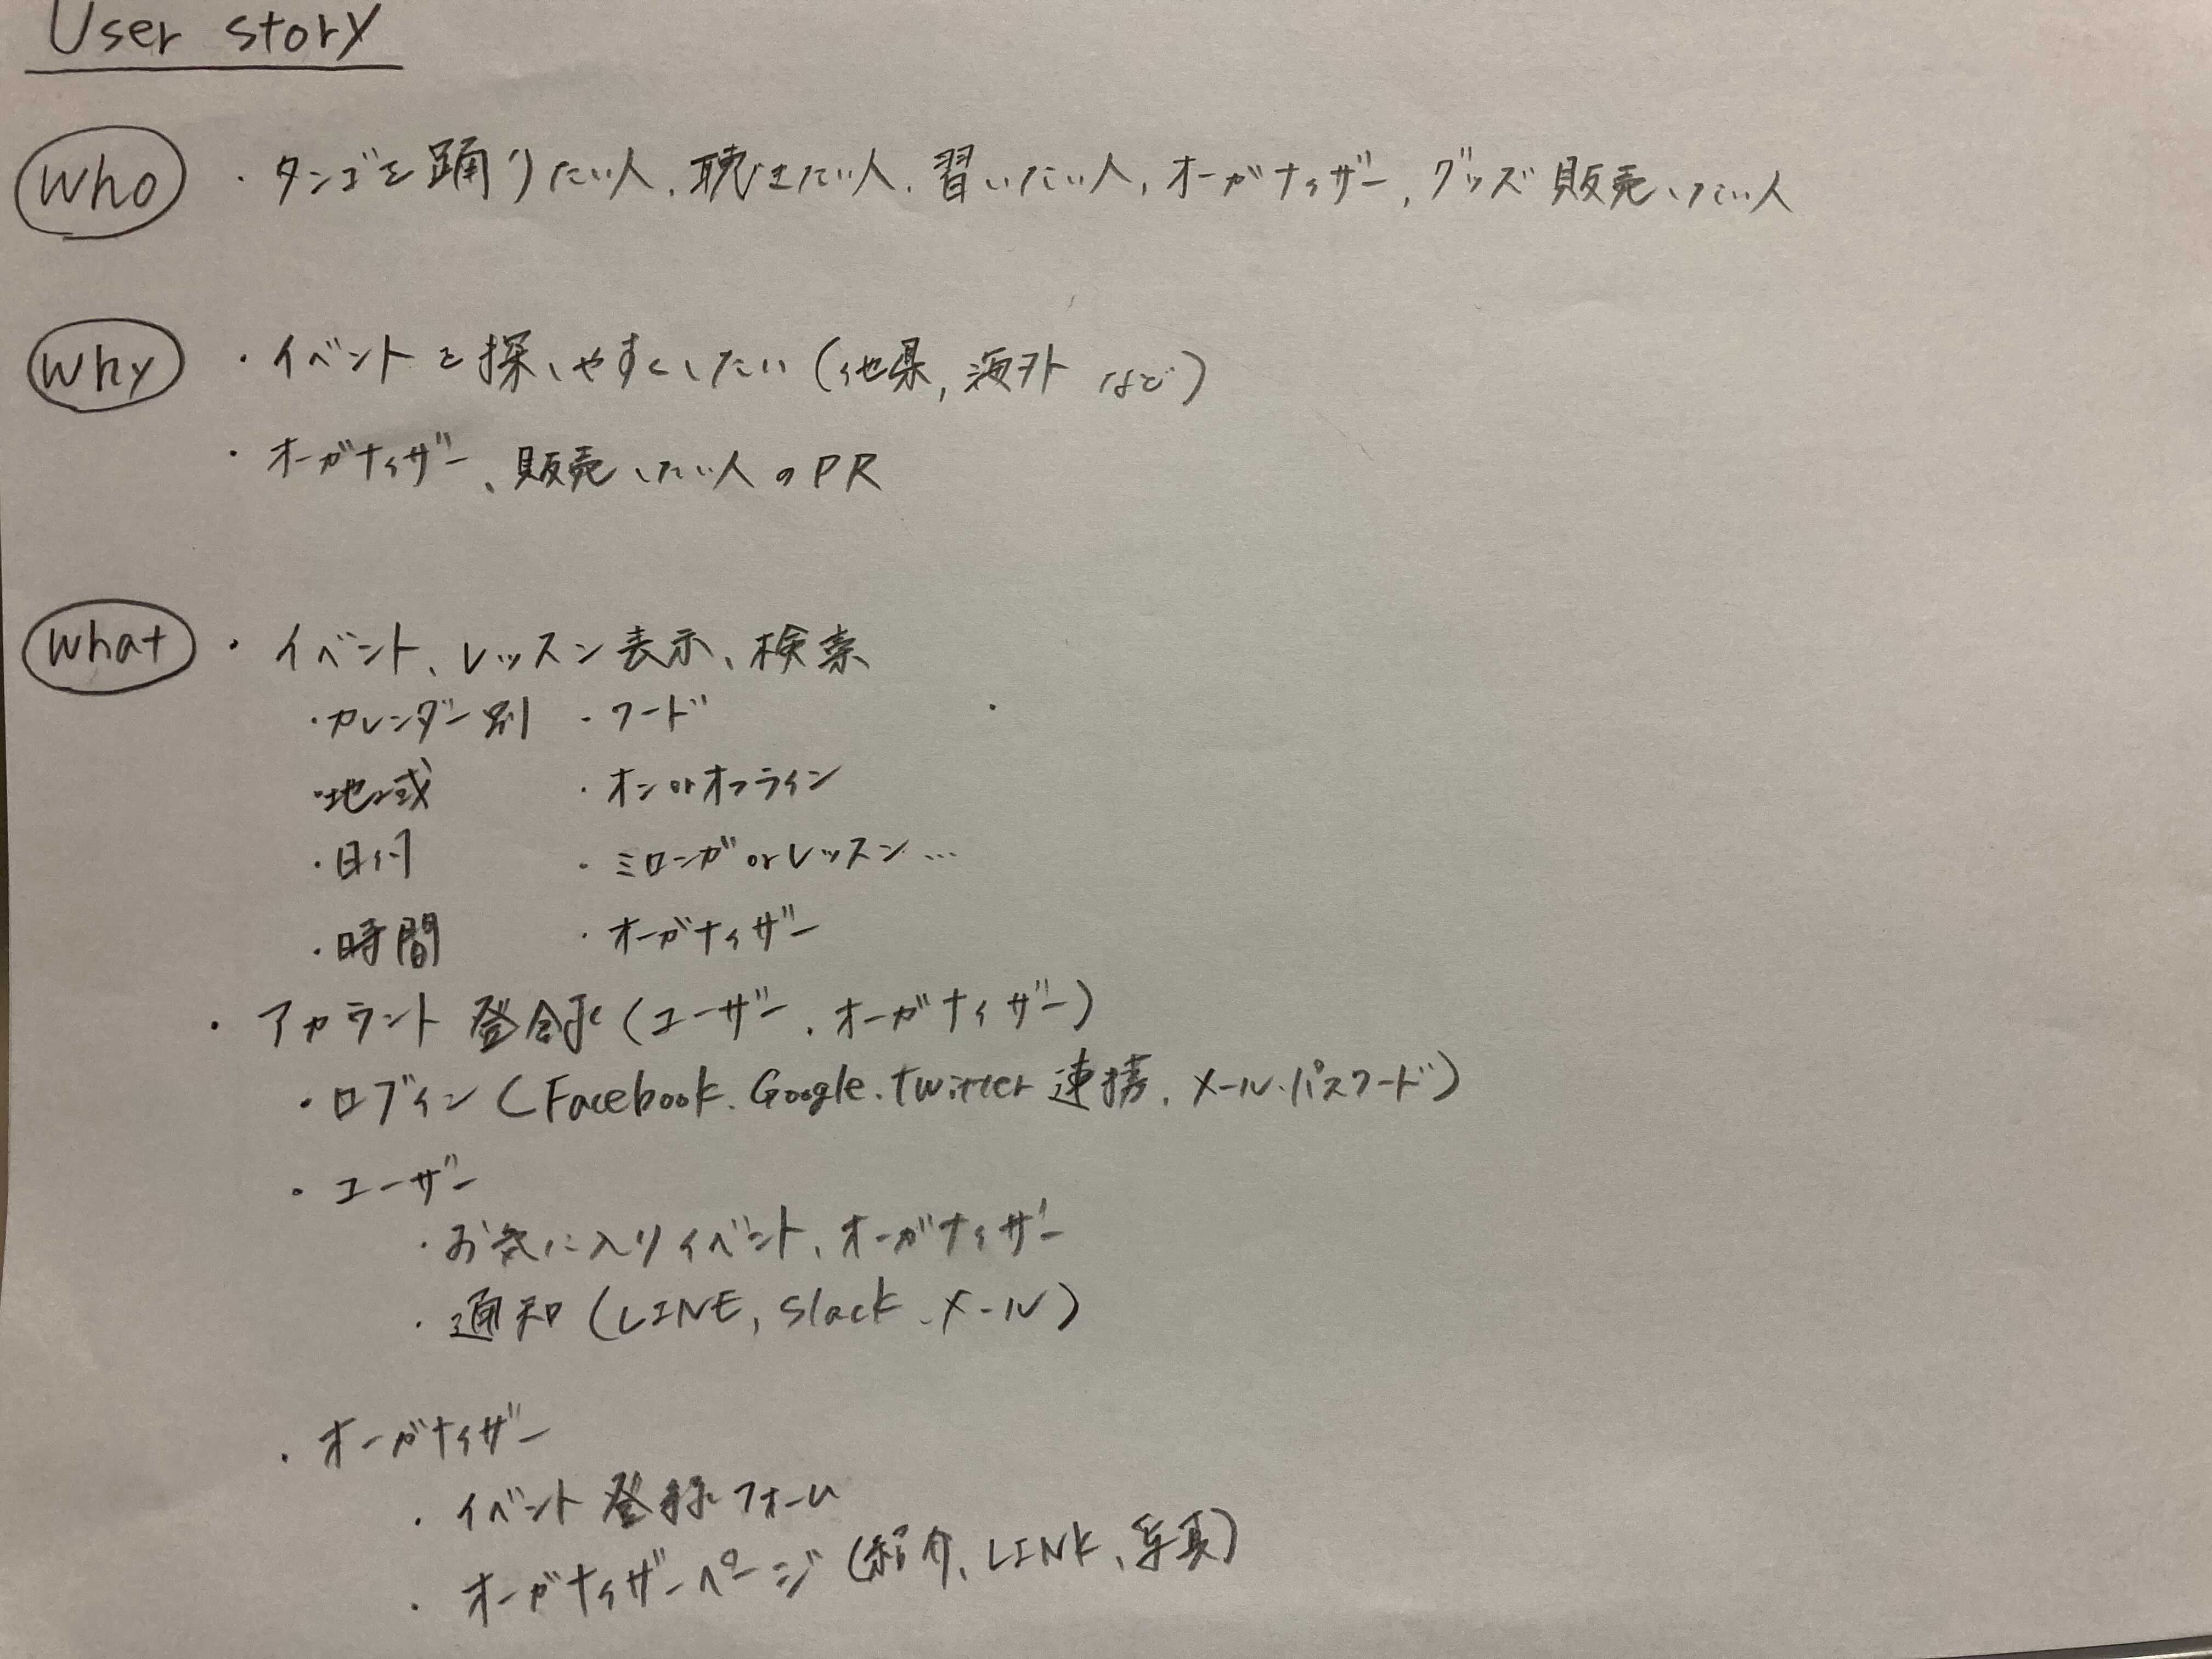 User story
who ・タンゴを踊りたい人、聴きたい人、習いたい人、オーガナイザー、グッズ販売したい人
why ・イベントを探しやすくしたい(他県,海外 など)
・オーガナイザー、販売したい人のPR
what ・イベント、レッスン表示、検索
・カレンダー別 ・ワード
・地域 ・オンorオフライン
・日付 ・ミロンガorレッスン…
・時間 ・オーガナイザー
・アカウント登録(ユーザー、オーガナイザー)
・ログイン(Facebook、Google、twitter連携、メール・パスワード)
・ユーザー
・お気に入りイベント、オーガナイザー
・通知(LINE, slack、メール)
・オーガナイザー
・イベント登録フォーム
・オーガナイザーページ(紹介、LINK、写真)